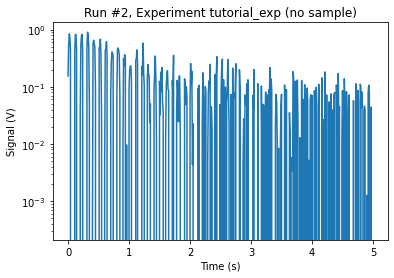 Run #2, Experiment tutorial_exp (no sample)
Signal (V)
10⁰
10⁻¹
10⁻²
10⁻³
0 1 2 3 4 5
Time (s)